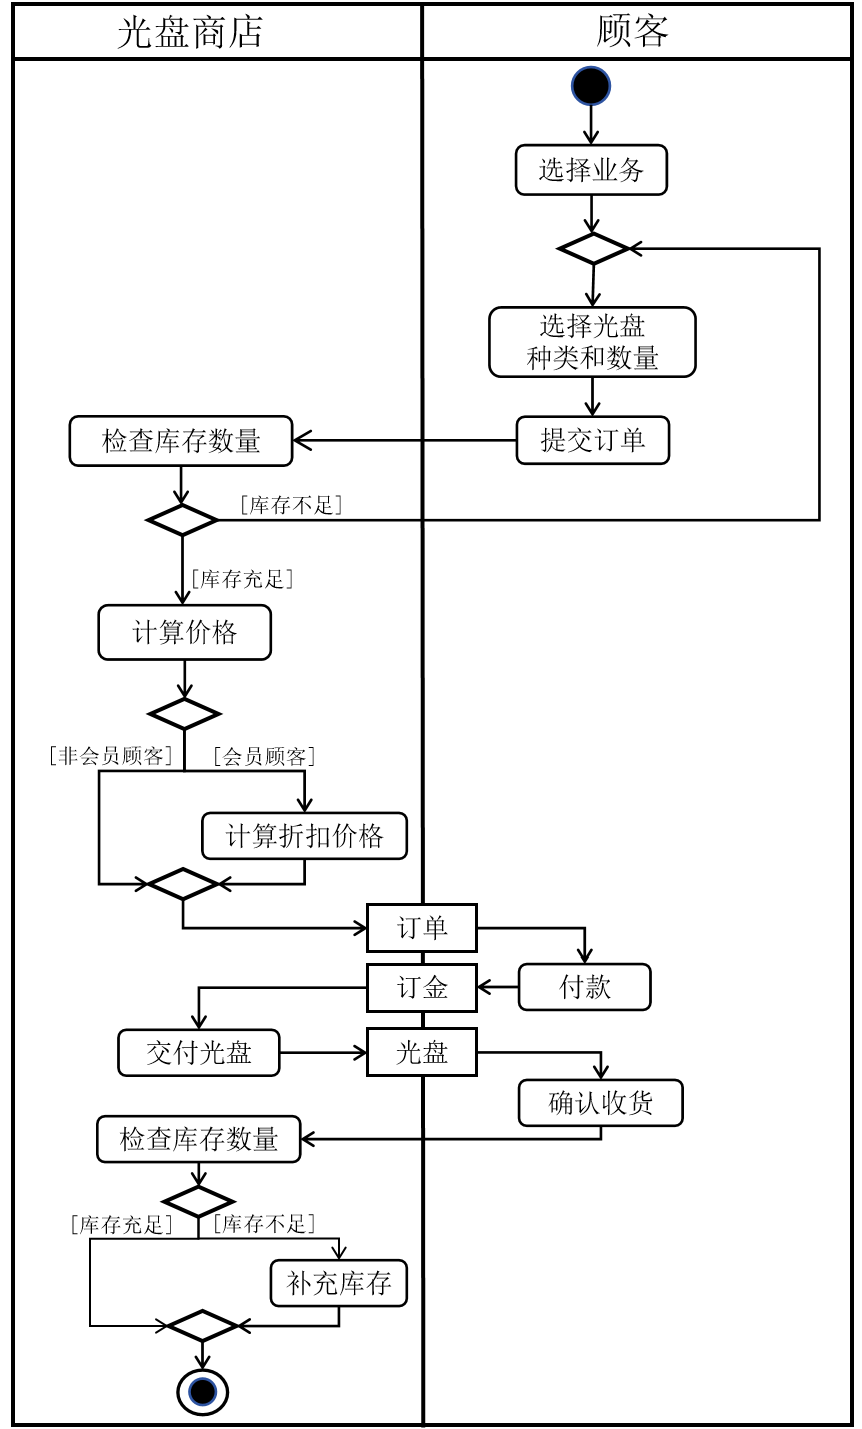 光盘商店
顾客
选择业务
选择光盘
种类和数量
提交订单
检查库存数量
[库存不足]
[库存充足]
计算价格
[非会员顾客]
[会员顾客]
计算折扣价格
订单
付款
订金
交付光盘
光盘
确认收货
检查库存数量
[库存充足]
[库存不足]
补充库存